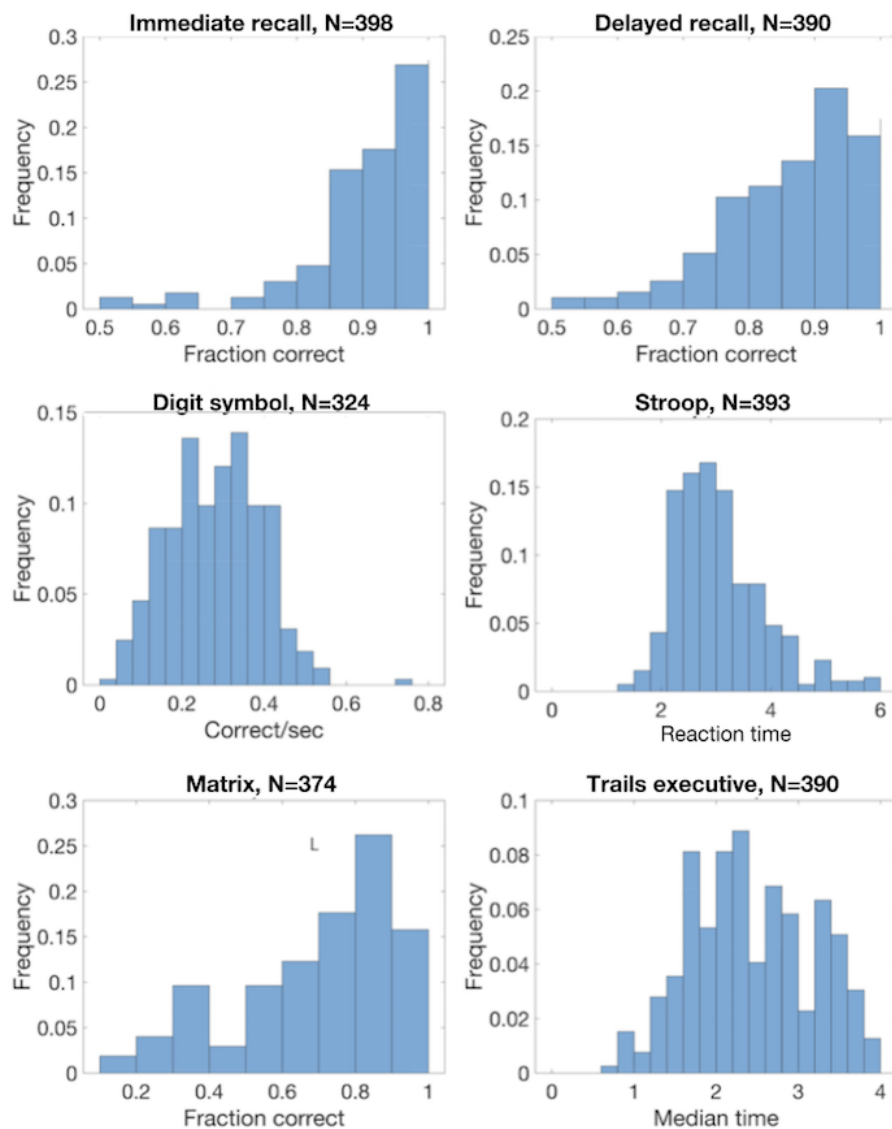 Immediate recall, N=398
0.3
0.25
0.2
0.15
0.1
0.05
0
Frequency
0.5 0.6 0.7 0.8 0.9 1
Fraction correct
Delayed recall, N=390
0.25
0.2
0.15
0.1
0.05
0
Frequency
0.5 0.6 0.7 0.8 0.9 1
Fraction correct
Digit symbol, N=324
0.15
0.1
0.05
0
Frequency
0 0.2 0.4 0.6 0.8
Correct/sec
Stroop, N=393
0.2
0.15
0.1
0.05
0
Frequency
0 2 4 6
Reaction time
Matrix, N=374
0.3
0.25
0.2
0.15
0.1
0.05
0
Frequency
L
0.2 0.4 0.6 0.8 1
Fraction correct
Trails executive, N=390
0.1
0.08
0.06
0.04
0.02
0
Frequency
0 1 2 3 4
Median time